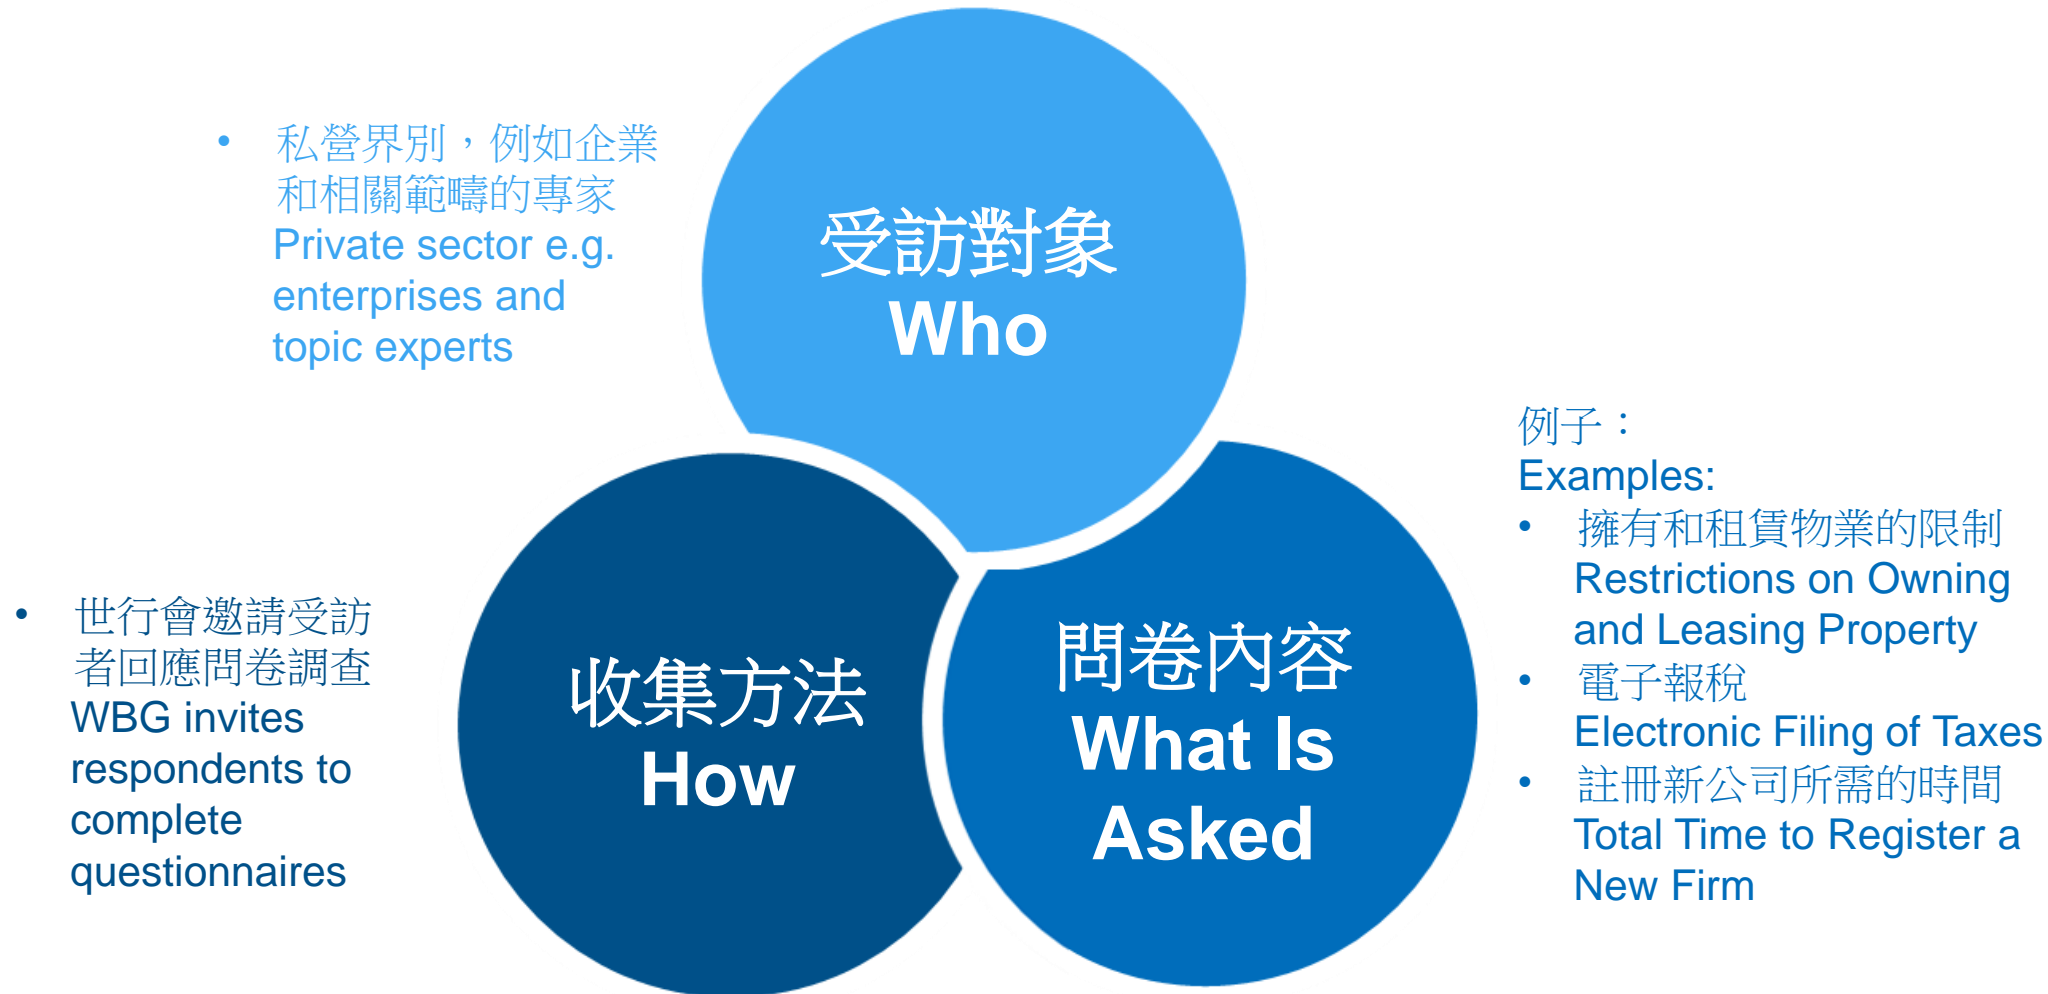 • 私營界別，例如企業
和相關範疇的專家
Private sector e.g.
enterprises and
topic experts
受訪對象
Who
例子：
Examples:
• 擁有和租賃物業的限制
Restrictions on Owning
and Leasing Property
• 電子報稅
Electronic Filing of Taxes
• 註冊新公司所需的時間
Total Time to Register a
New Firm
問卷內容
What Is
Asked
收集方法
How
• 世行會邀請受訪
者回應問卷調查
WBG invites
respondents to
complete
questionnaires